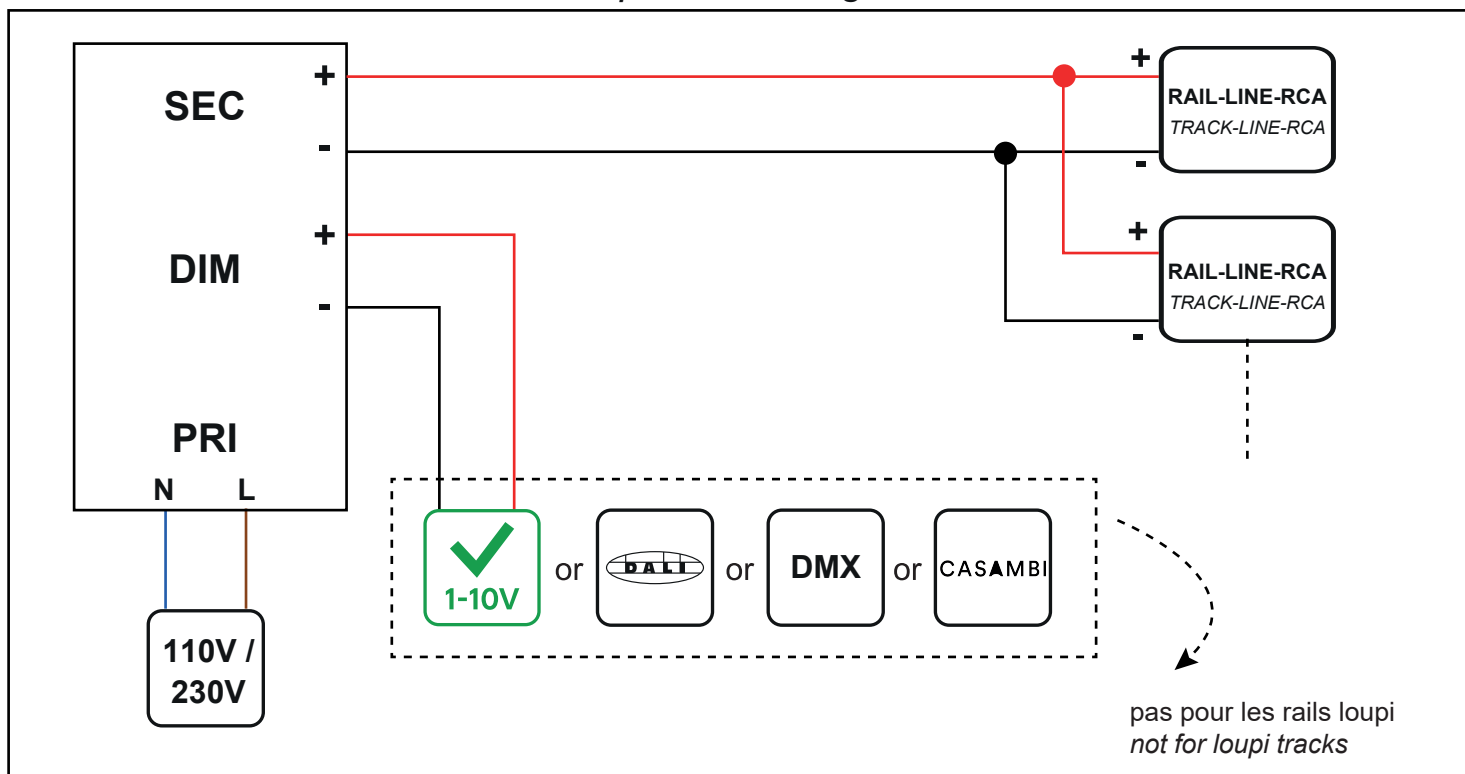 SEC
+
-
DIM
+
-
PRI
N L
110V /
230V
+
RAIL-LINE-RCA
TRACK-LINE-RCA
-
+
RAIL-LINE-RCA
TRACK-LINE-RCA
-
1-10V
or
DALI
or
DMX
or
CASAMBI
pas pour les rails loupi
not for loupi tracks